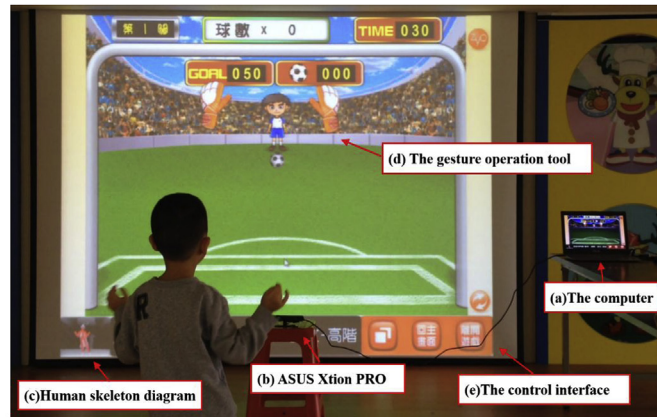 第 1 關
球數 × 0
TIME 030
GOAL 050
000
(d) The gesture operation tool
R
(a)The computer
高階
(b) ASUS Xtion PRO
(c)Human skeleton diagram
(e)The control interface